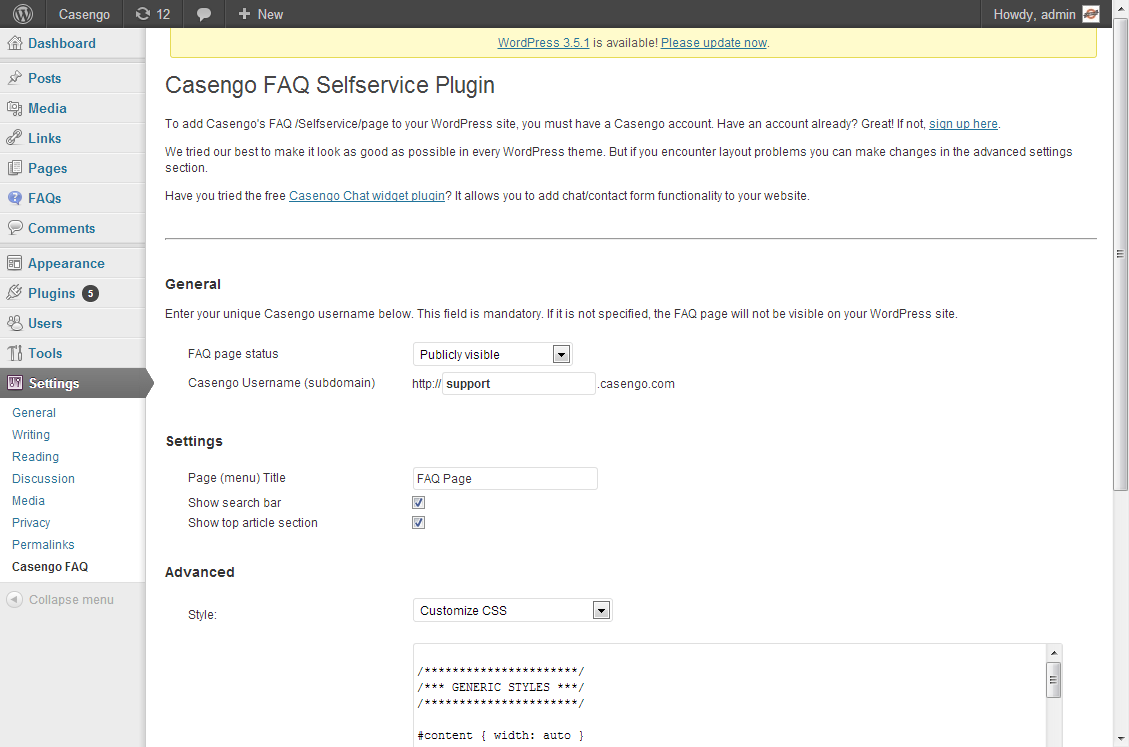 Casengo 12 New Howdy, admin
Dashboard
Posts
Media
Links
Pages
FAQs
Comments
Appearance
Plugins 5
Users
Tools
Settings
General
Writing
Reading
Discussion
Media
Privacy
Permalinks
Casengo FAQ
Collapse menu
WordPress 3.5.1 is available! Please update now.
Casengo FAQ Selfservice Plugin
To add Casengo's FAQ /Selfservice/page to your WordPress site, you must have a Casengo account. Have an account already? Great! If not, sign up here.
We tried our best to make it look as good as possible in every WordPress theme. But if you encounter layout problems you can make changes in the advanced settings
section.
Have you tried the free Casengo Chat widget plugin? It allows you to add chat/contact form functionality to your website.
General
Enter your unique Casengo username below. This field is mandatory. If it is not specified, the FAQ page will not be visible on your WordPress site.
FAQ page status Publicly visible
Casengo Username (subdomain) http:// support .casengo.com
Settings
Page (menu) Title FAQ Page
Show search bar
Show top article section
Advanced
Style: Customize CSS
/**********************/
/*** GENERIC STYLES ***/
/**********************/
#content { width: auto }